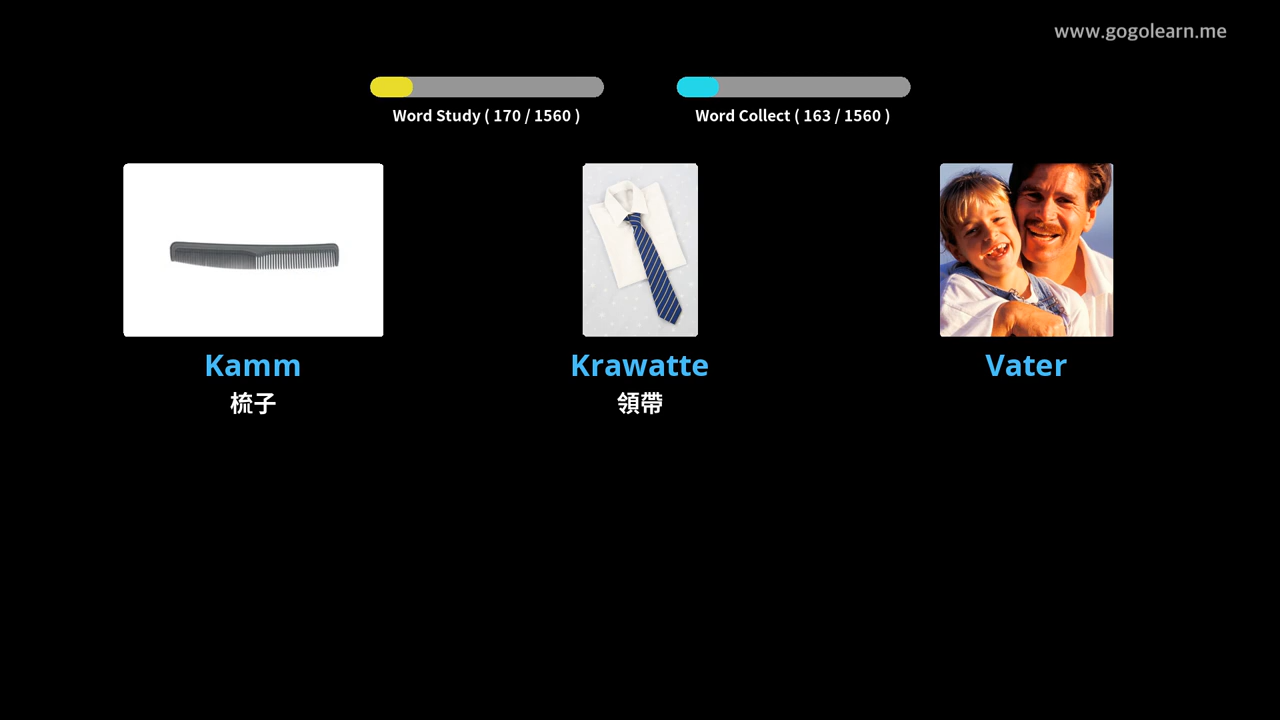 www.gogolearn.me
Word Study ( 170 / 1560 )
Word Collect ( 163 / 1560 )
Kamm
梳子
Krawatte
領帶
Vater